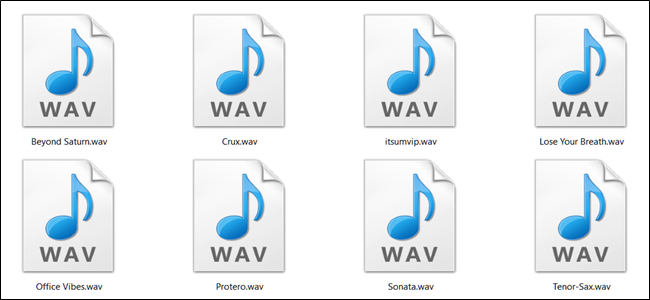 WAV WAV WAV WAV
Beyond Saturn.wav Crux.wav itsumvip.wav Lose Your Breath.wav
WAV WAV WAV WAV
Office Vibes.wav Protero.wav Sonata.wav Tenor-Sax.wav